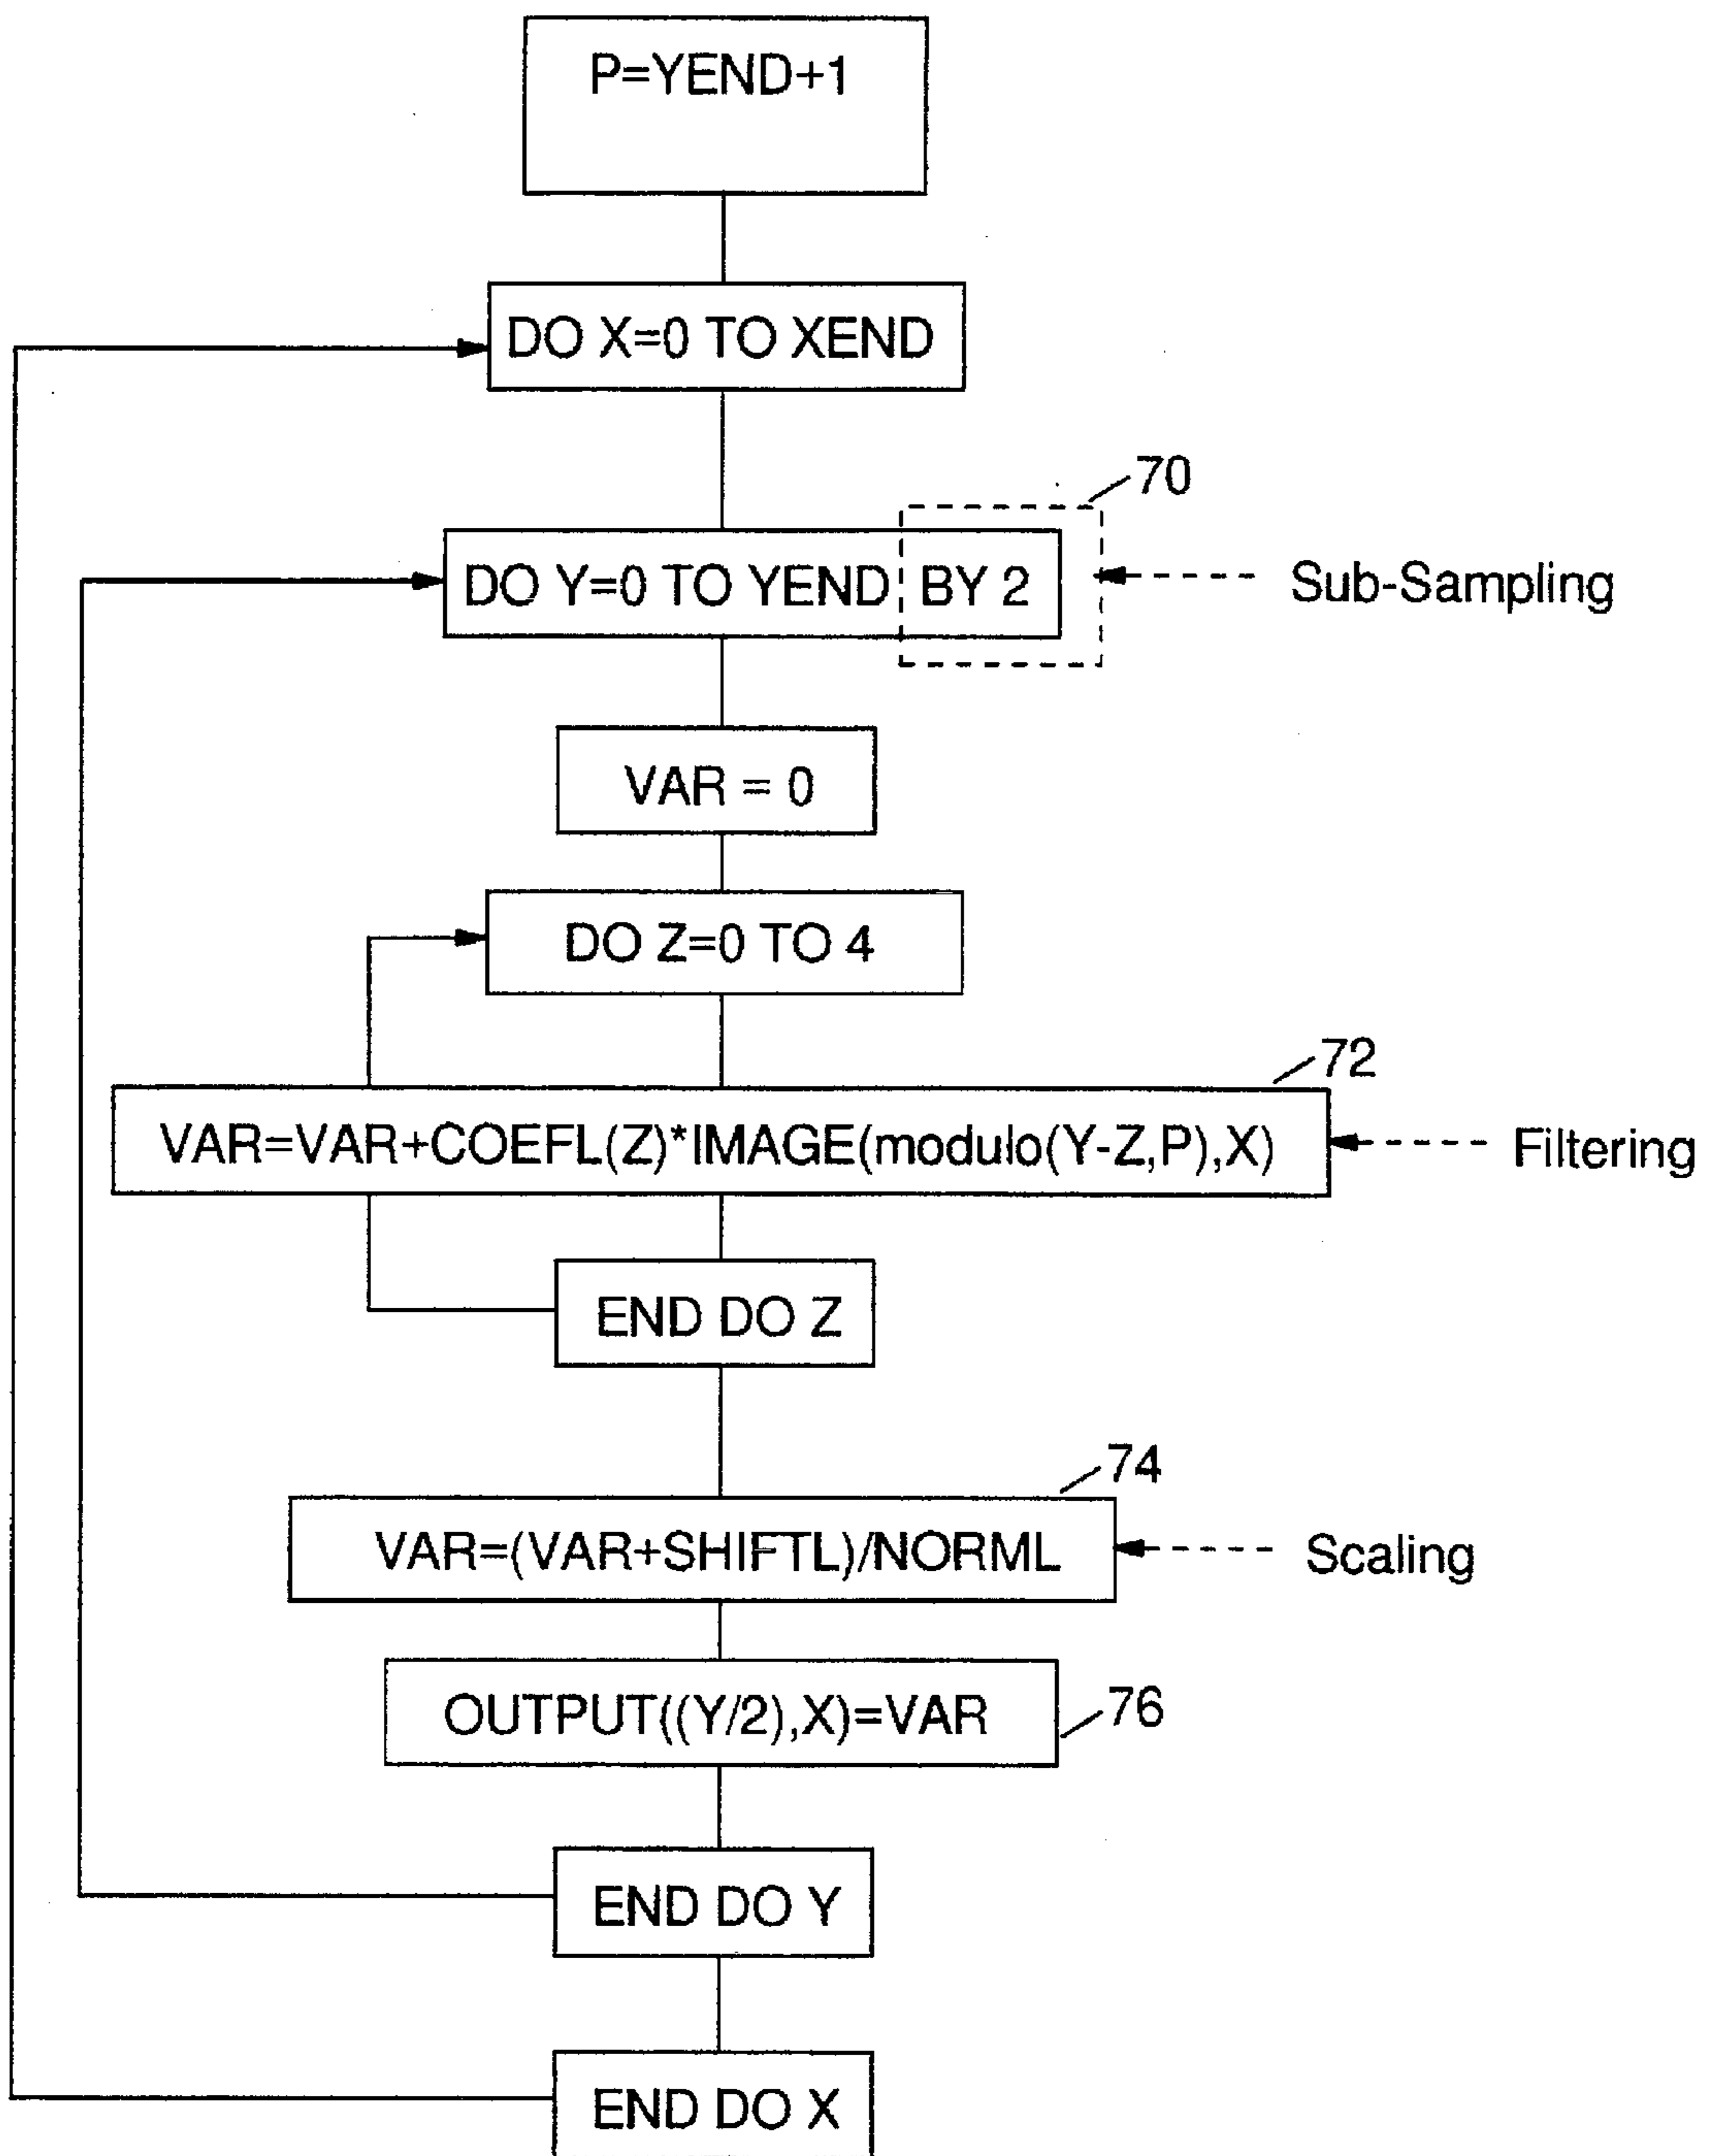 P=YEND+1
DO X=0 TO XEND
70
DO Y=0 TO YEND BY 2
Sub-Sampling
VAR = 0
DO Z=0 TO 4
72
VAR=VAR+COEFL(Z)*IMAGE(modulo(Y-Z,P),X)
Filtering
END DO Z
74
VAR=(VAR+SHIFTL)/NORML
Scaling
OUTPUT((Y/2),X)=VAR
76
END DO Y
END DO X